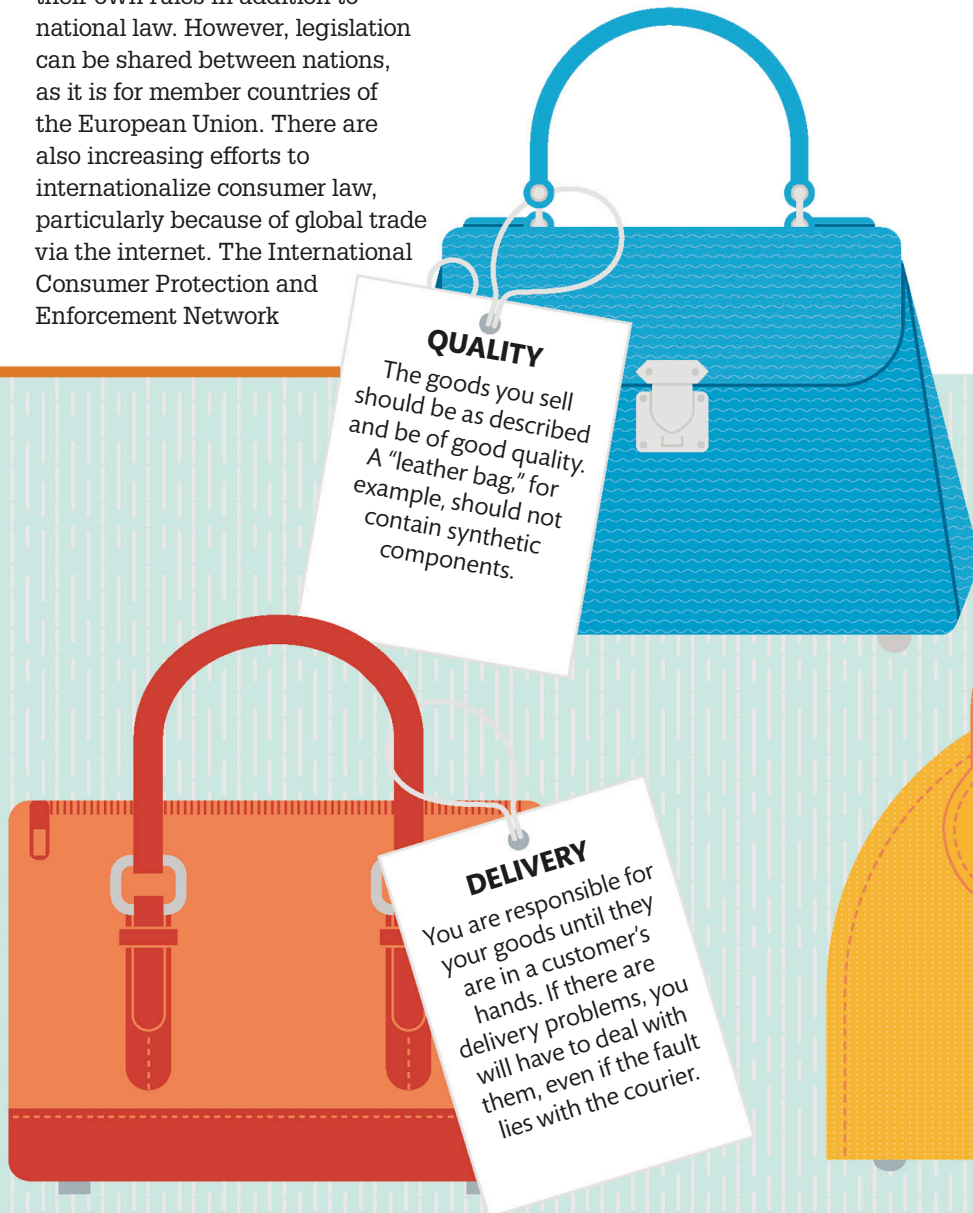 their own rules in addition to
national law. However, legislation
can be shared between nations,
as it is for member countries of
the European Union. There are
also increasing efforts to
internationalize consumer law,
particularly because of global trade
via the internet. The International
Consumer Protection and
Enforcement Network
QUALITY
The goods you sell
should be as described
and be of good quality.
A “leather bag,” for
example, should not
contain synthetic
components.
DELIVERY
You are responsible for
your goods until they
are in a customer’s
hands. If there are
delivery problems, you
will have to deal with
them, even if the fault
lies with the courier.